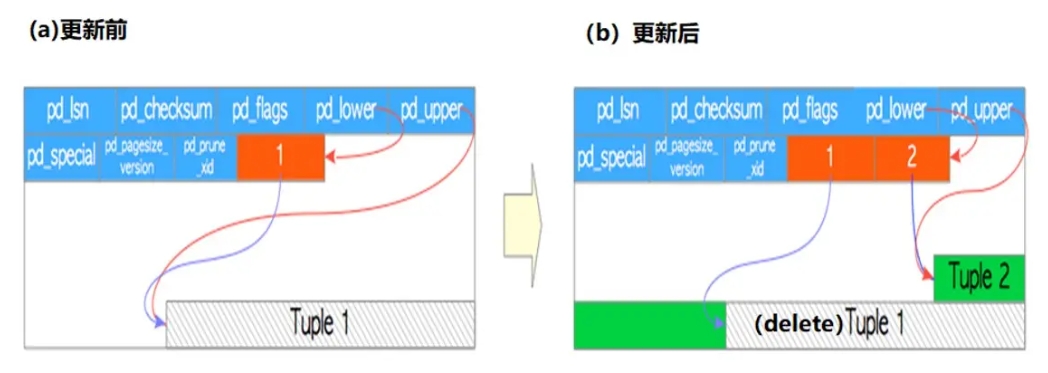 (a)更新前
pd_lsn pd_checksum pd_flags pd_lower pd_upper
pd_special pd_pagesize_version pd_prune_xid 1
Tuple 1
(b) 更新后
pd_lsn pd_checksum pd_flags pd_lower pd_upper
pd_special pd_pagesize_version pd_prune_xid 1 2
Tuple 2
(delete)Tuple 1